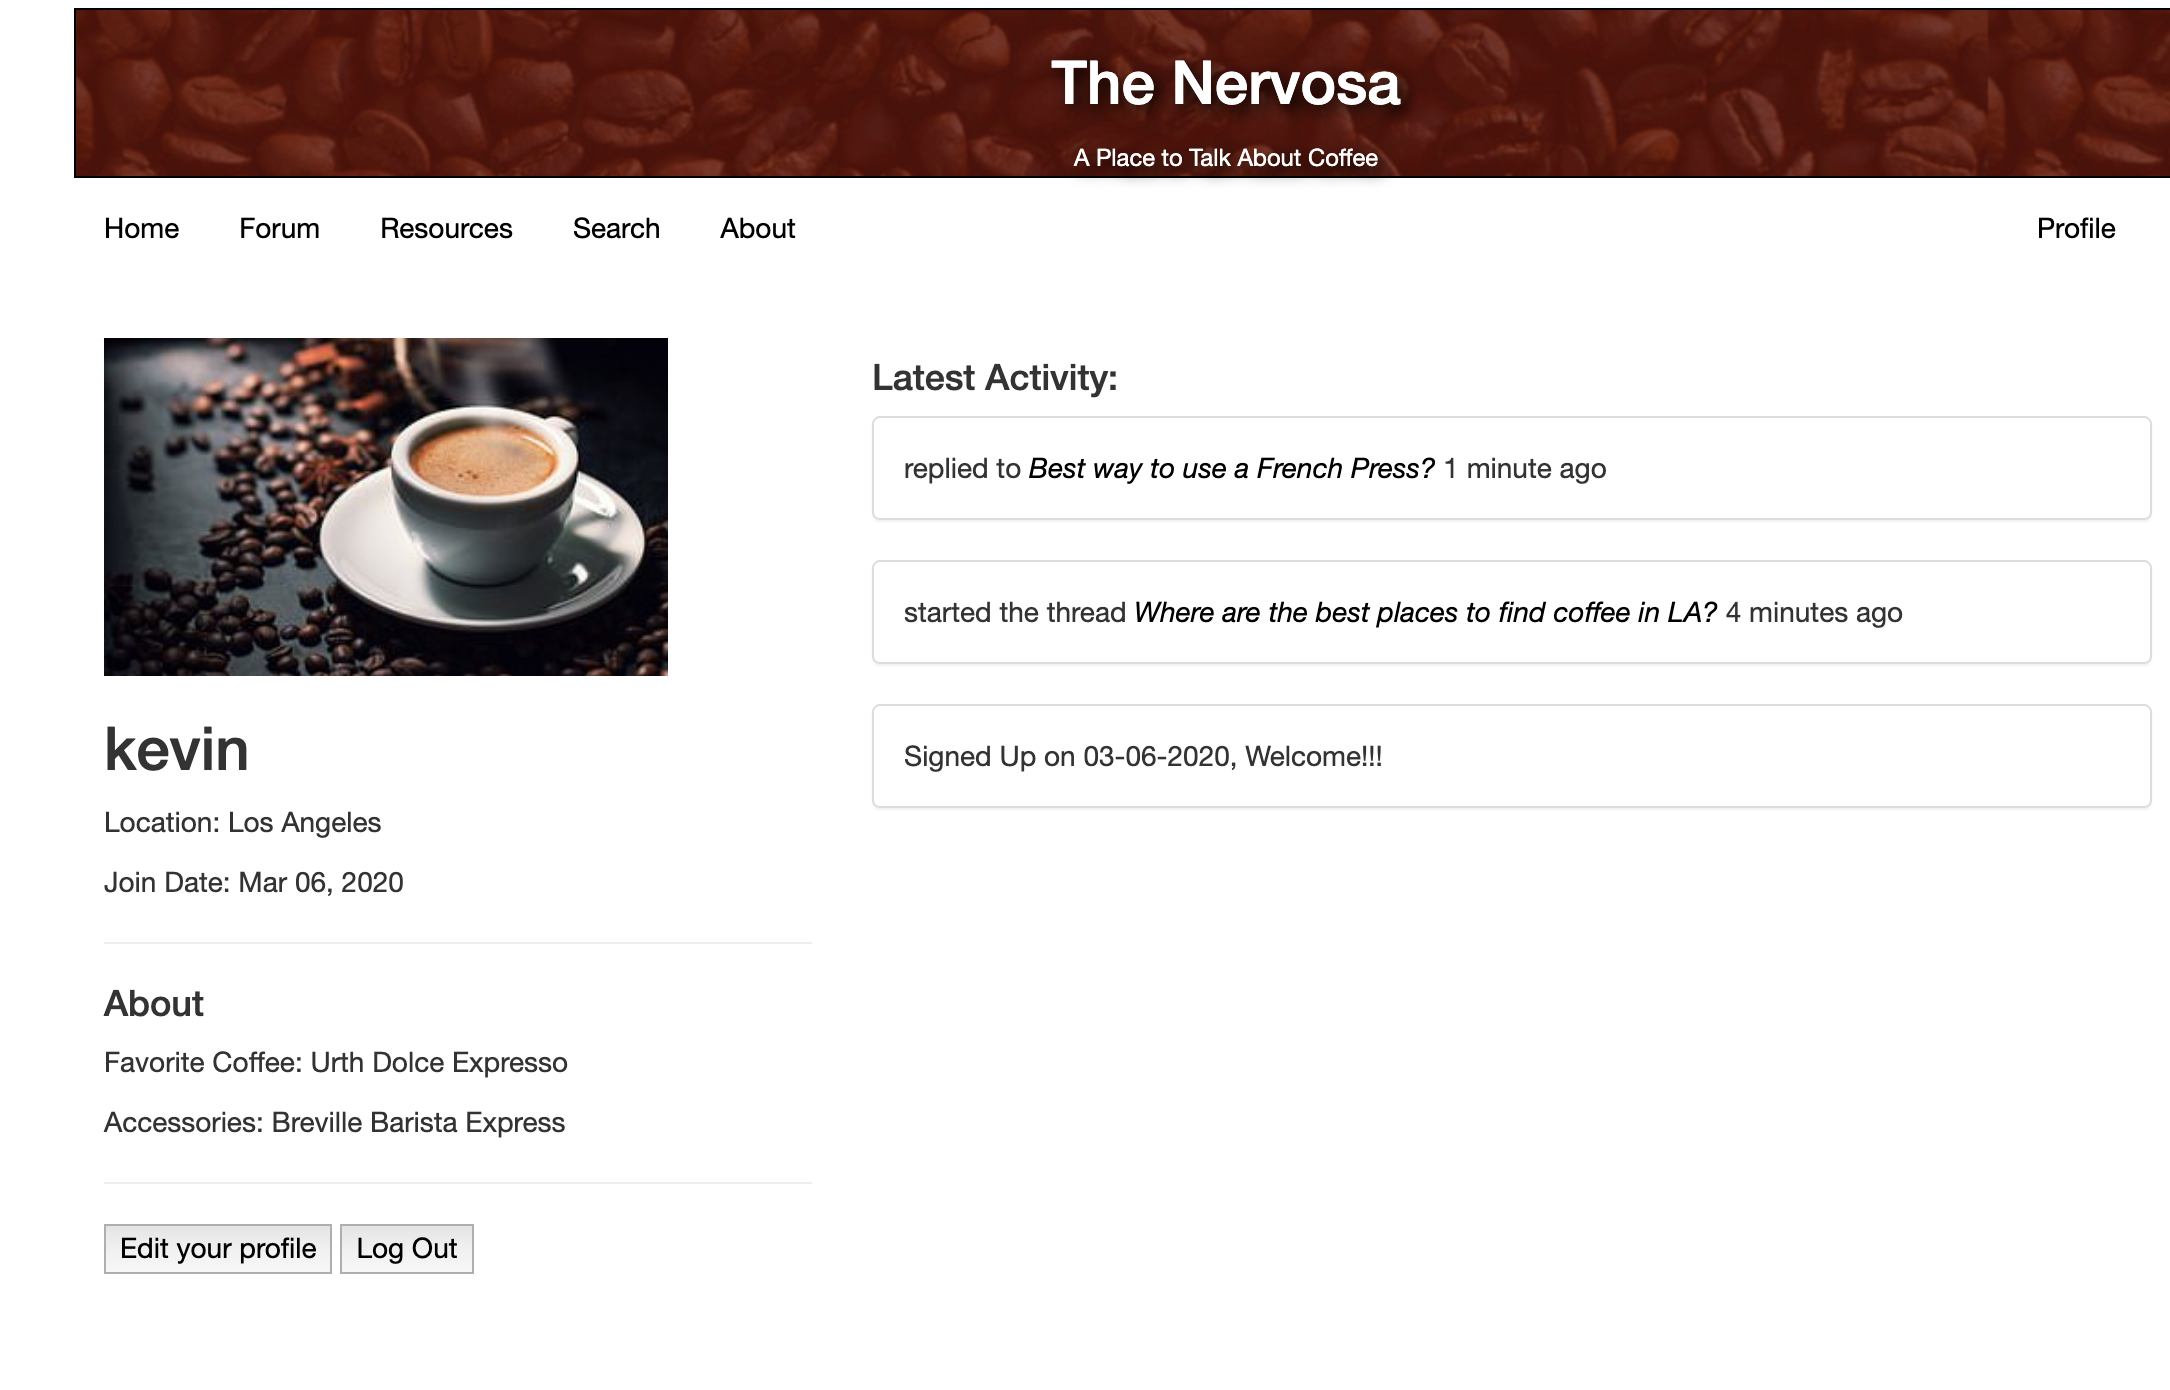 The Nervosa
A Place to Talk About Coffee
Home Forum Resources Search About Profile
kevin
Location: Los Angeles
Join Date: Mar 06, 2020
About
Favorite Coffee: Urth Dolce Expresso
Accessories: Breville Barista Express
Edit your profile Log Out
Latest Activity:
replied to Best way to use a French Press? 1 minute ago
started the thread Where are the best places to find coffee in LA? 4 minutes ago
Signed Up on 03-06-2020, Welcome!!!